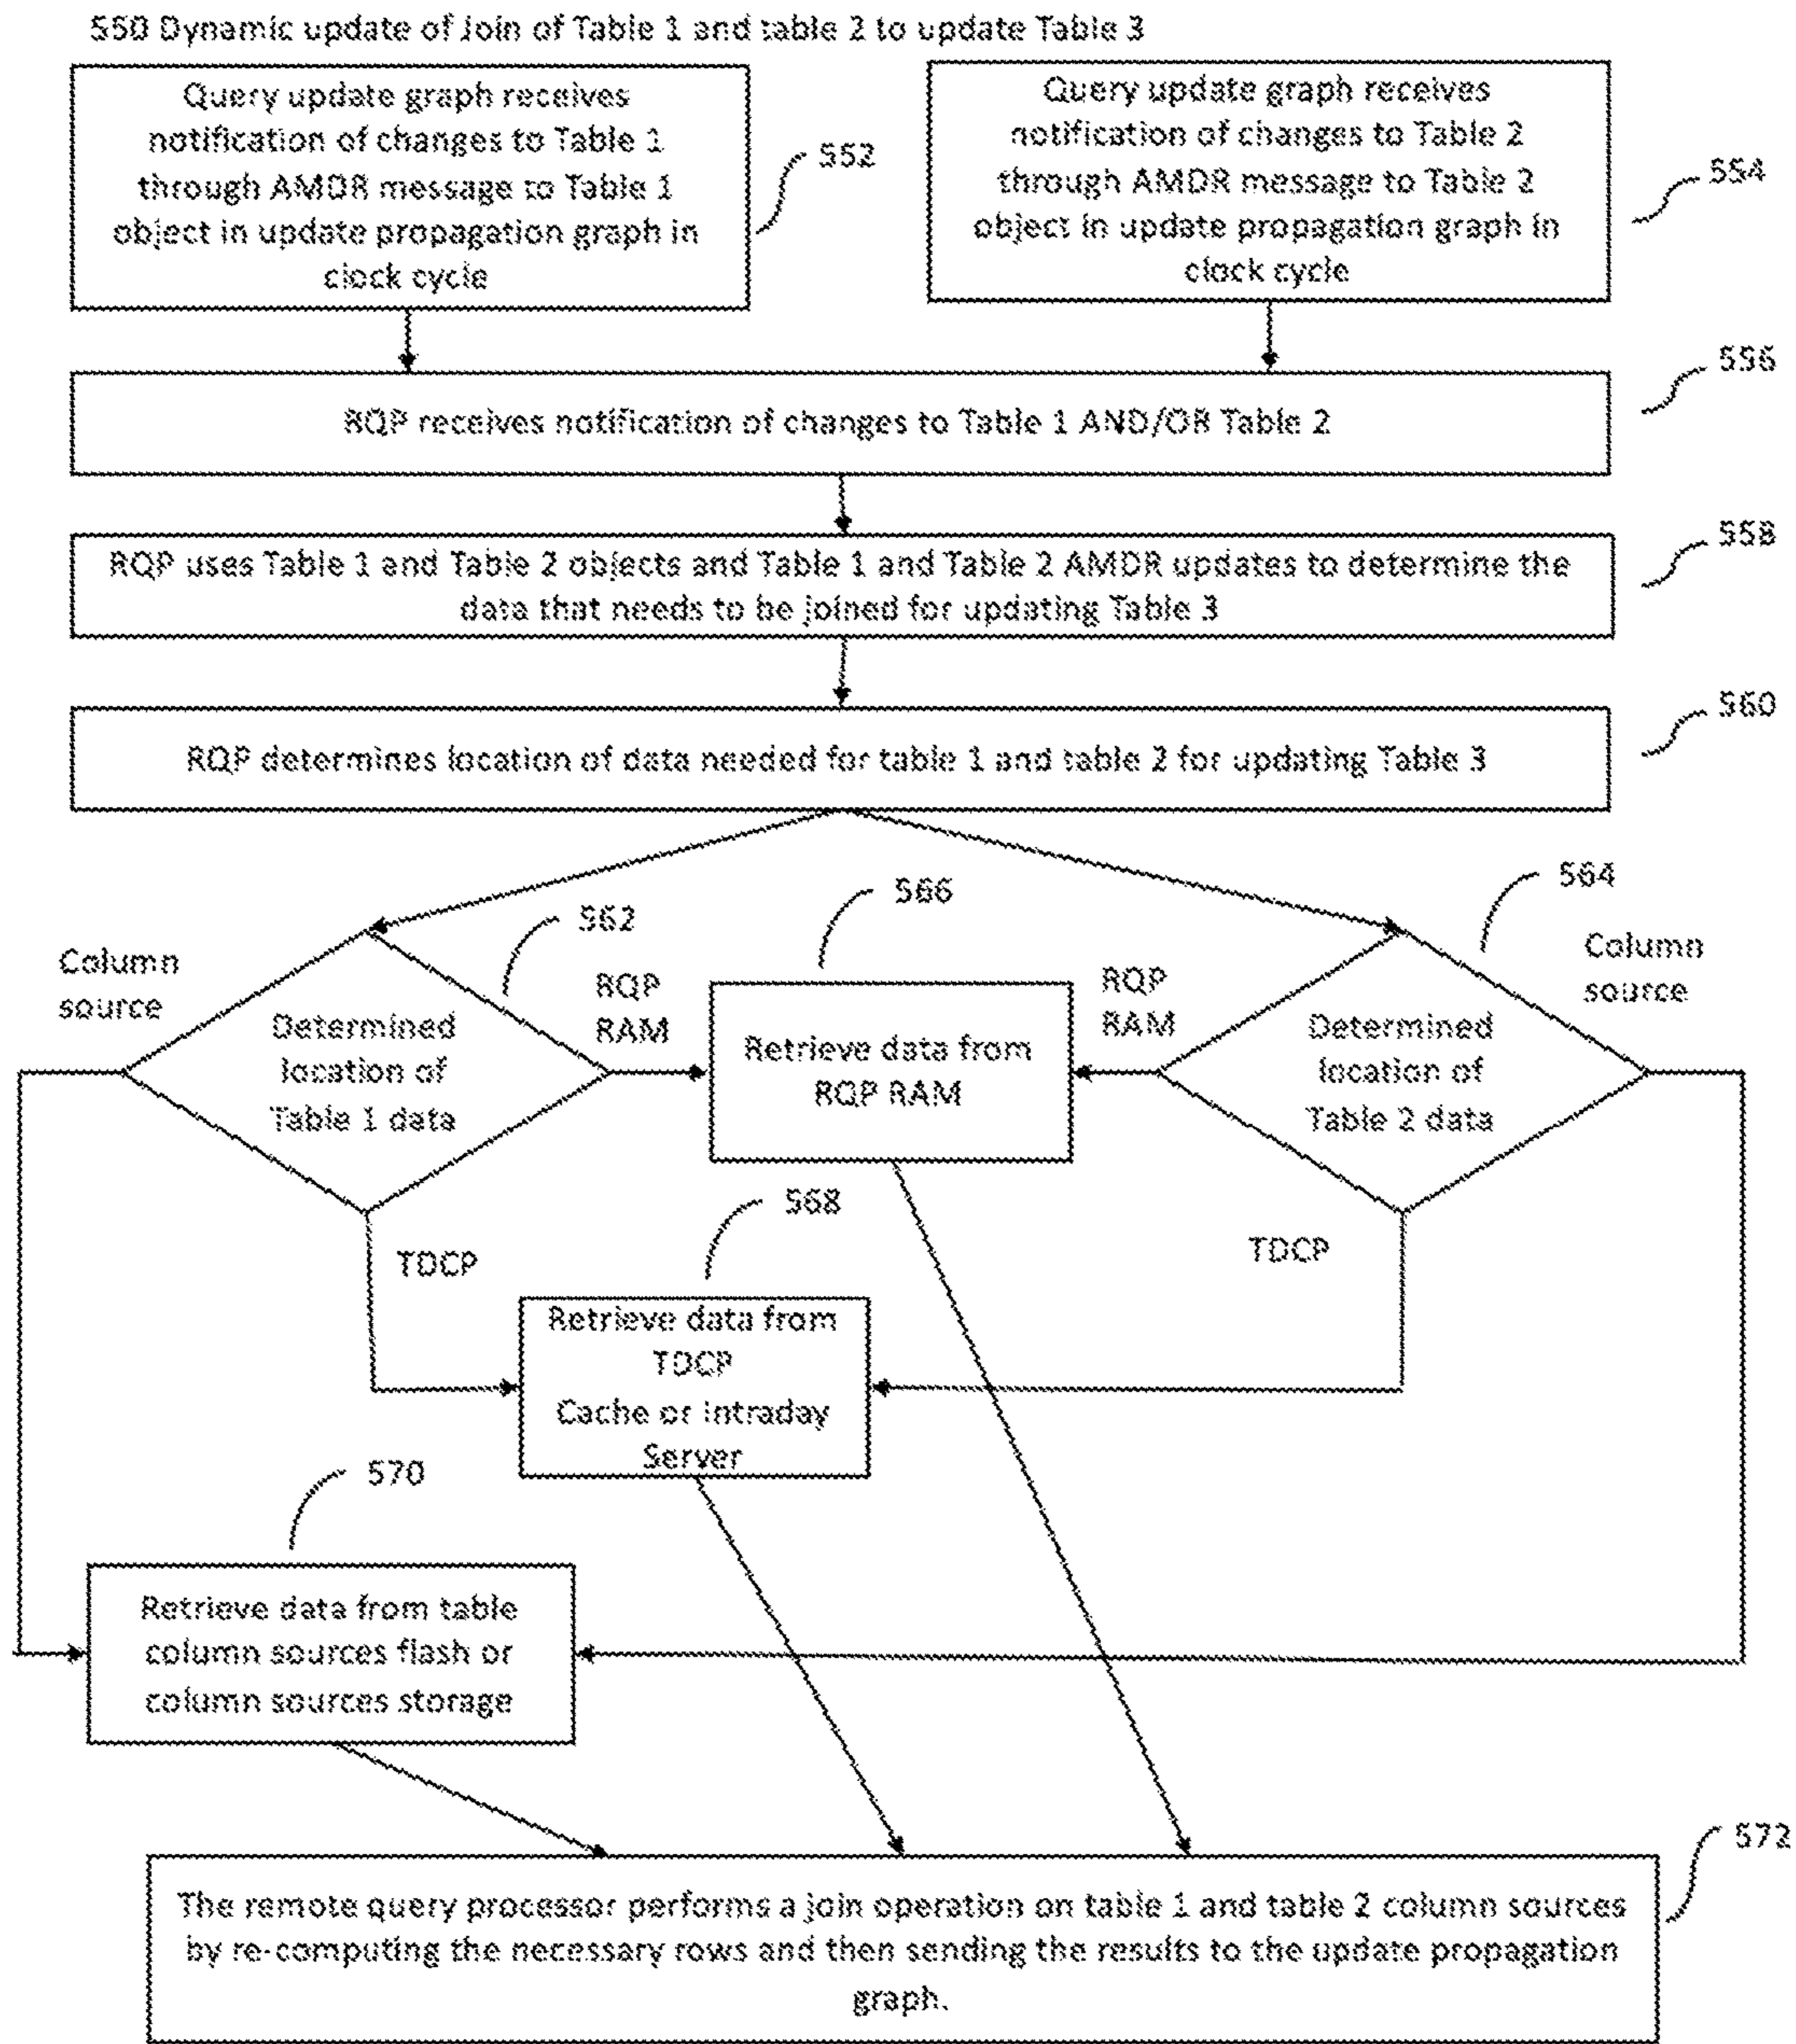 550 Dynamic update of Join of Table 1 and table 2 to update Table 3
Query update graph receives
notification of changes to Table 1
through AMDR message to Table 1
object in update propagation graph in
clock cycle
552
Query update graph receives
notification of changes to Table 2
through AMDR message to Table 2
object in update propagation graph in
clock cycle
554
556
RQP receives notification of changes to Table 1 AND/OR Table 2
558
RQP uses Table 1 and Table 2 objects and Table 1 and Table 2 AMDR updates to determine the
data that needs to be joined for updating Table 3
560
RQP determines location of data needed for table 1 and table 2 for updating Table 3
562
566
564
Column
source
Determined
location of
Table 1 data
RQP
RAM
Retrieve data from
RQP RAM
RQP
RAM
Determined
location of
Table 2 data
Column
source
568
TDCP
TDCP
Retrieve data from
TDCP
Cache or Intraday
Server
570
Retrieve data from table
column sources flash or
column sources storage
572
The remote query processor performs a join operation on table 1 and table 2 column sources
by re-computing the necessary rows and then sending the results to the update propagation
graph.